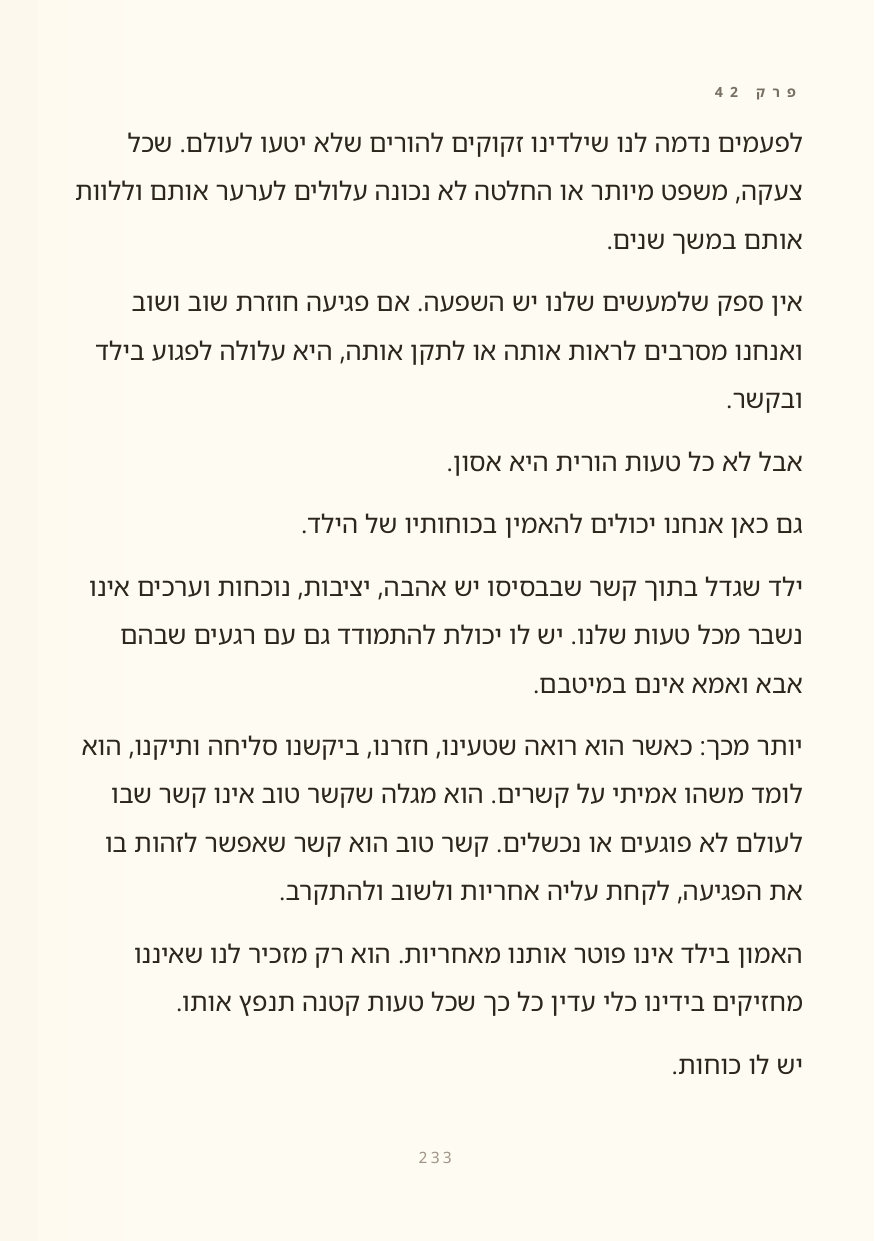 פרק 42
לפעמים נדמה לנו שילדינו זקוקים להורים שלא יטעו לעולם. שכל
צעקה, משפט מיותר או החלטה לא נכונה עלולים לערער אותם וללוות
אותם במשך שנים.
אין ספק שלמעשים שלנו יש השפעה. אם פגיעה חוזרת שוב ושוב
ואנחנו מסרבים לראות אותה או לתקן אותה, היא עלולה לפגוע בילד
ובקשר.
אבל לא כל טעות הורית היא אסון.
גם כאן אנחנו יכולים להאמין בכוחותיו של הילד.
ילד שגדל בתוך קשר שבבסיסו יש אהבה, יציבות, נוכחות וערכים אינו
נשבר מכל טעות שלנו. יש לו יכולת להתמודד גם עם רגעים שבהם
אבא ואמא אינם במיטבם.
יותר מכך: כאשר הוא רואה שטעינו, חזרנו, ביקשנו סליחה ותיקנו, הוא
לומד משהו אמיתי על קשרים. הוא מגלה שקשר טוב אינו קשר שבו
לעולם לא פוגעים או נכשלים. קשר טוב הוא קשר שאפשר לזהות בו
את הפגיעה, לקחת עליה אחריות ולשוב ולהתקרב.
האמון בילד אינו פוטר אותנו מאחריות. הוא רק מזכיר לנו שאיננו
מחזיקים בידינו כלי עדין כל כך שכל טעות קטנה תנפץ אותו.
יש לו כוחות.
233